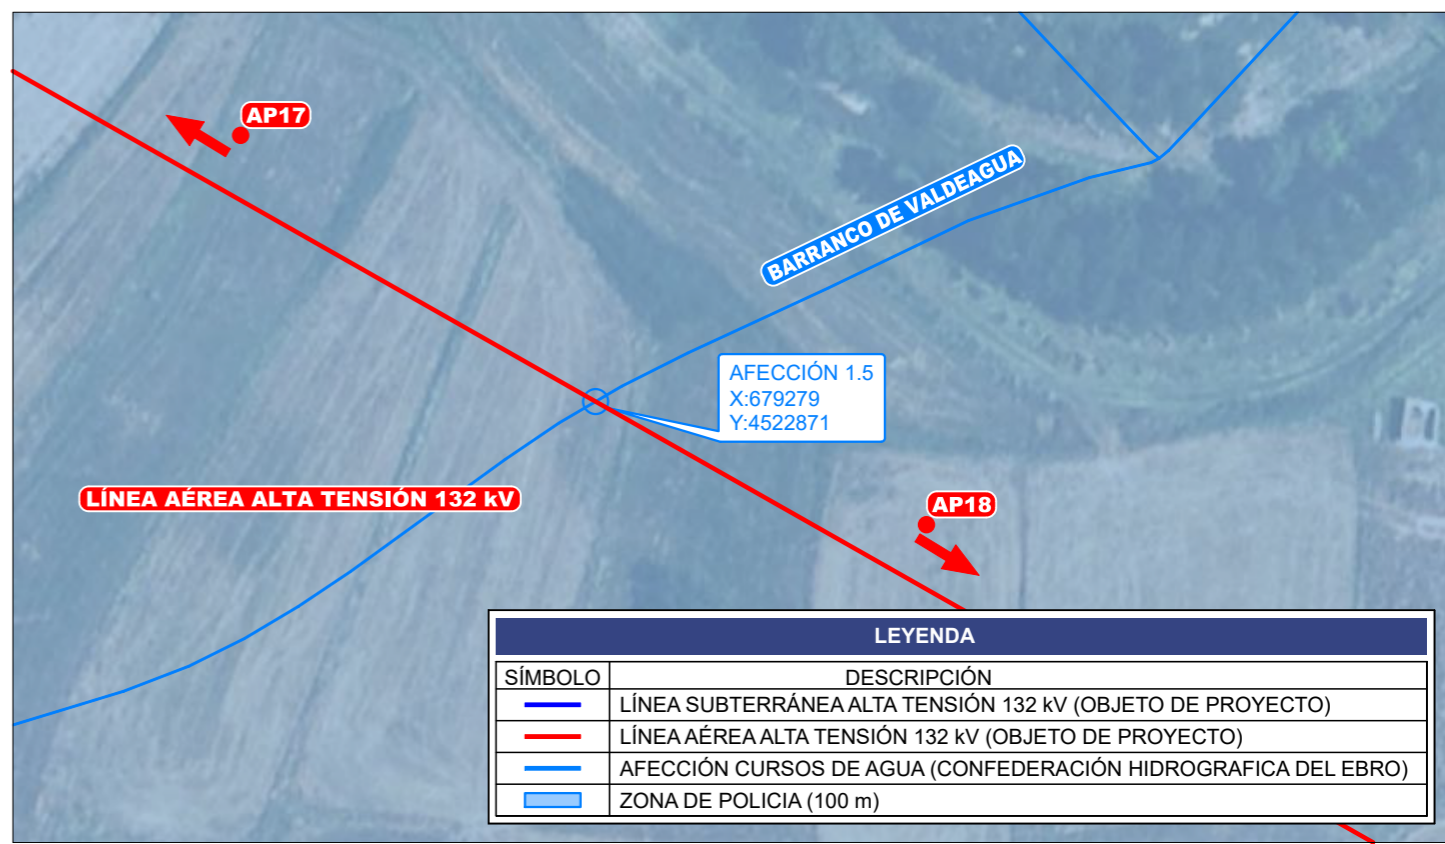 AP17
BARRANCO DE VALDEAGUA
AFECCIÓN 1.5
X:679279
Y:4522871
LÍNEA AÉREA ALTA TENSIÓN 132 kV
AP18
LEYENDA
SÍMBOLO DESCRIPCIÓN
LÍNEA SUBTERRÁNEA ALTA TENSIÓN 132 kV (OBJETO DE PROYECTO)
LÍNEA AÉREA ALTA TENSIÓN 132 kV (OBJETO DE PROYECTO)
AFECCIÓN CURSOS DE AGUA (CONFEDERACIÓN HIDROGRAFICA DEL EBRO)
ZONA DE POLICIA (100 m)